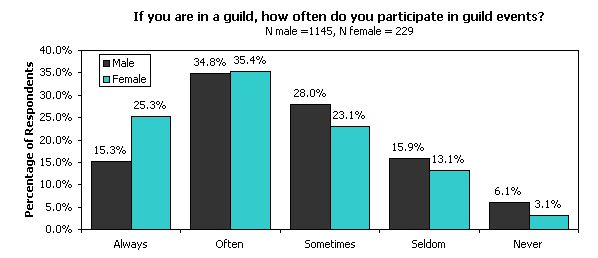 If you are in a guild, how often do you participate in guild events?
N male =1145, N female = 229
Percentage of Respondents
40.0%
35.0%
30.0%
25.0%
20.0%
15.0%
10.0%
5.0%
0.0%
Male
Female
15.3%
25.3%
34.8%
35.4%
28.0%
23.1%
15.9%
13.1%
6.1%
3.1%
Always
Often
Sometimes
Seldom
Never